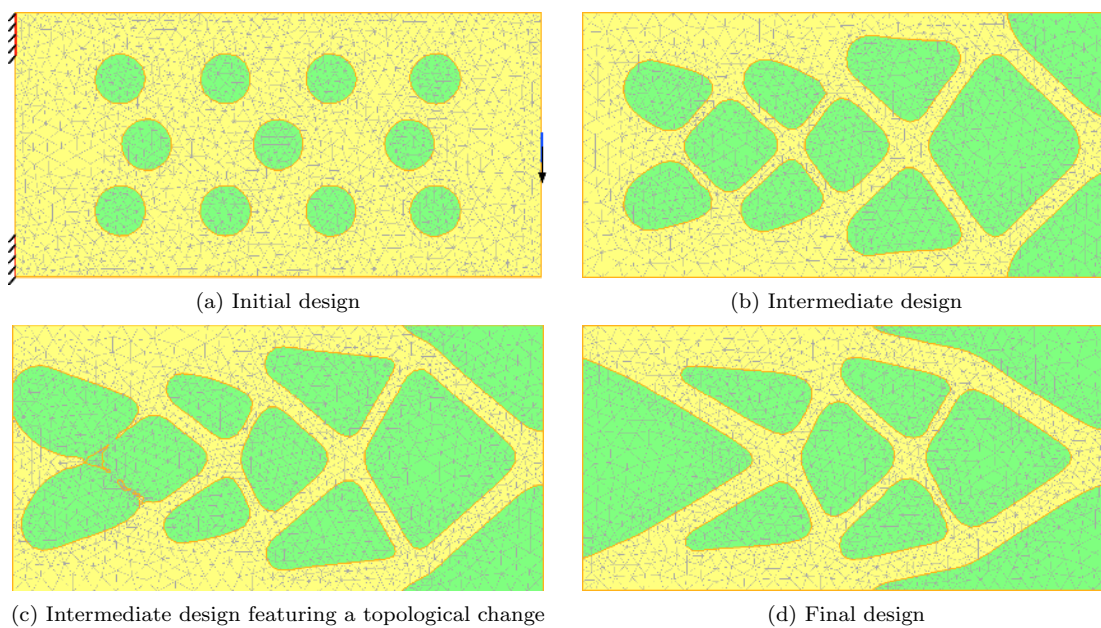 (a) Initial design
(b) Intermediate design
(c) Intermediate design featuring a topological change
(d) Final design